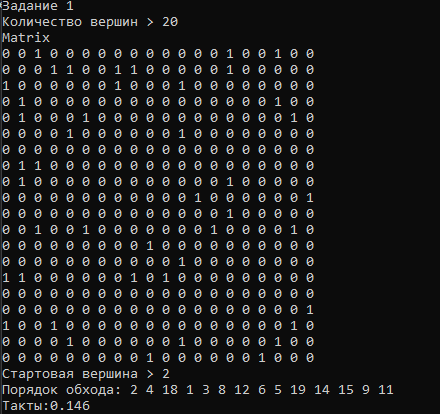 Задание 1
Количество вершин > 20
Matrix
0 0 1 0 0 0 0 0 0 0 0 0 0 0 1 0 0 1 0 0
0 0 0 1 1 0 0 1 1 0 0 0 0 0 1 0 0 0 0 0
1 0 0 0 0 0 0 1 0 0 0 1 0 0 0 0 0 0 0 0
0 1 0 0 0 0 0 0 0 0 0 0 0 0 0 0 0 1 0 0
0 1 0 0 0 1 0 0 0 0 0 0 0 0 0 0 0 0 1 0
0 0 0 0 1 0 0 0 0 0 0 1 0 0 0 0 0 0 0 0
0 0 0 0 0 0 0 0 0 0 0 0 0 0 0 0 0 0 0 0
0 1 1 0 0 0 0 0 0 0 0 0 0 0 0 0 0 0 0 0
0 1 0 0 0 0 0 0 0 0 0 0 0 0 1 0 0 0 0 0
0 0 0 0 0 0 0 0 0 0 0 0 1 0 0 0 0 0 0 1
0 0 0 0 0 0 0 0 0 0 0 0 0 0 1 0 0 0 0 0
0 0 1 0 0 1 0 0 0 0 0 0 0 1 0 0 0 0 1 0
0 0 0 0 0 0 0 0 0 1 0 0 0 0 0 0 0 0 0 0
0 0 0 0 0 0 0 0 0 0 0 1 0 0 0 0 0 0 0 0
1 1 0 0 0 0 0 0 1 0 1 0 0 0 0 0 0 0 0 0
0 0 0 0 0 0 0 0 0 0 0 0 0 0 0 0 0 0 0 0
0 0 0 0 0 0 0 0 0 0 0 0 0 0 0 0 0 0 0 1
1 0 0 1 0 0 0 0 0 0 0 0 0 0 0 0 0 0 1 0
0 0 0 0 1 0 0 0 0 0 0 1 0 0 0 0 0 1 0 0
0 0 0 0 0 0 0 0 0 1 0 0 0 0 0 0 1 0 0 0
Стартовая вершина > 2
Порядок обхода: 2 4 18 1 3 8 12 6 5 19 14 15 9 11
Такты:0.146